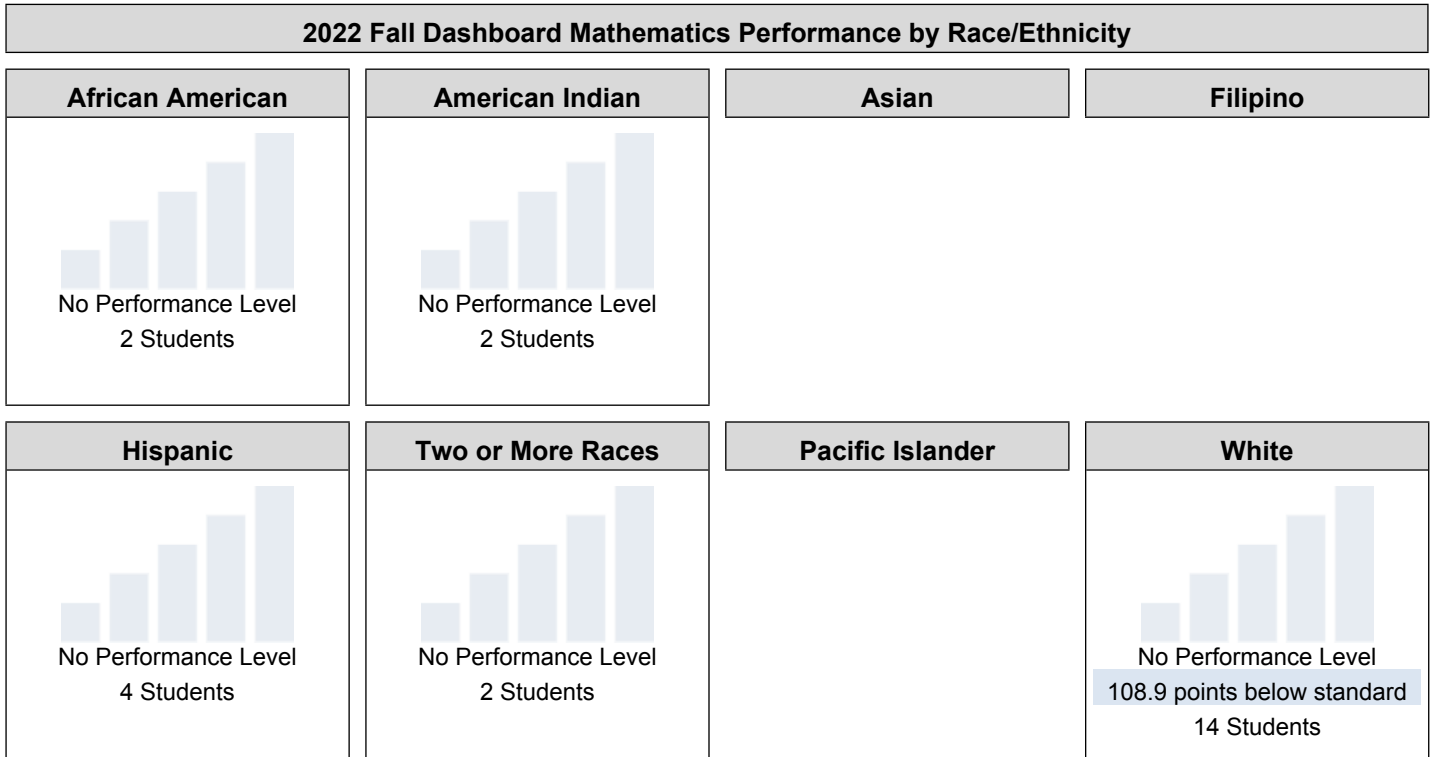 2022 Fall Dashboard Mathematics Performance by Race/Ethnicity
African American
No Performance Level
2 Students
American Indian
No Performance Level
2 Students
Asian
Filipino
Hispanic
No Performance Level
4 Students
Two or More Races
No Performance Level
2 Students
Pacific Islander
White
No Performance Level
108.9 points below standard
14 Students